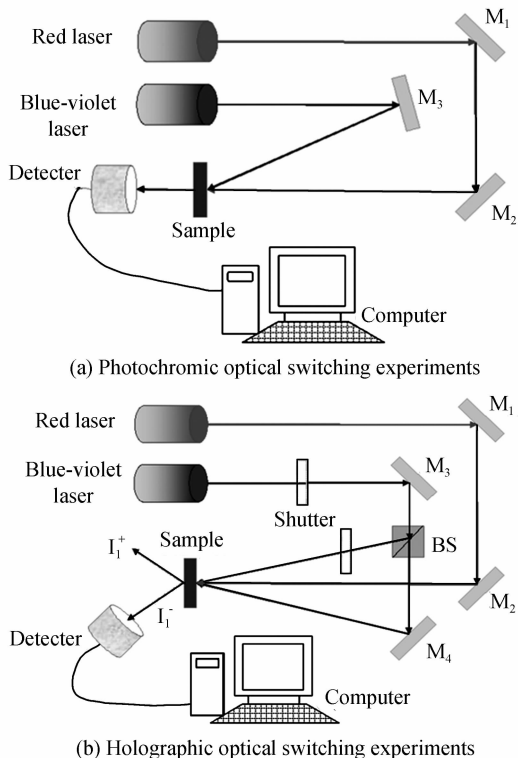 Red laser
M₁
Blue-violet
laser
M₃
Detecter
M₂
Sample
Computer
(a) Photochromic optical switching experiments
Red laser
M₁
Blue-violet
laser
M₃
Shutter
I₁⁺
Sample
BS
M₂
I₁⁻
Detecter
M₄
Computer
(b) Holographic optical switching experiments